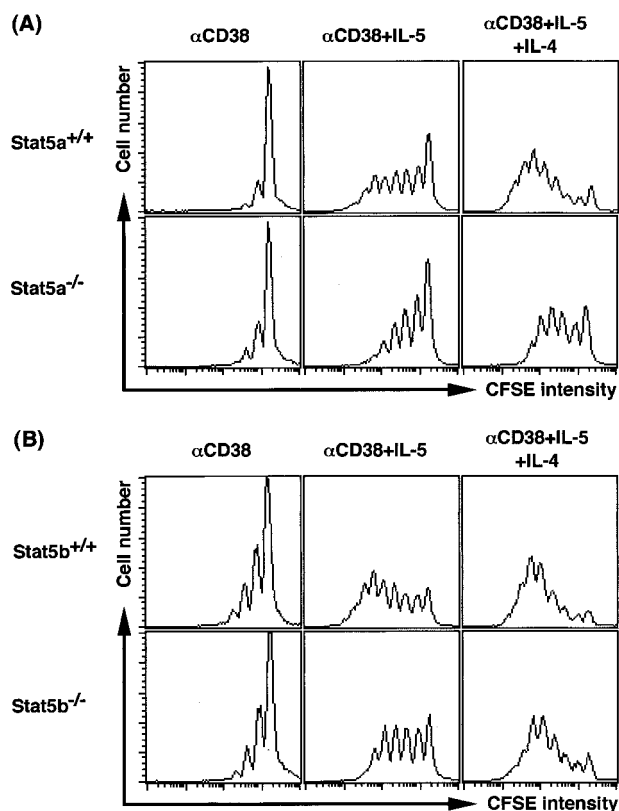 (A)
αCD38
αCD38+IL-5
αCD38+IL-5
+IL-4
Cell number
Stat5a+/+
Stat5a-/-
CFSE intensity
(B)
αCD38
αCD38+IL-5
αCD38+IL-5
+IL-4
Cell number
Stat5b+/+
Stat5b-/-
CFSE intensity